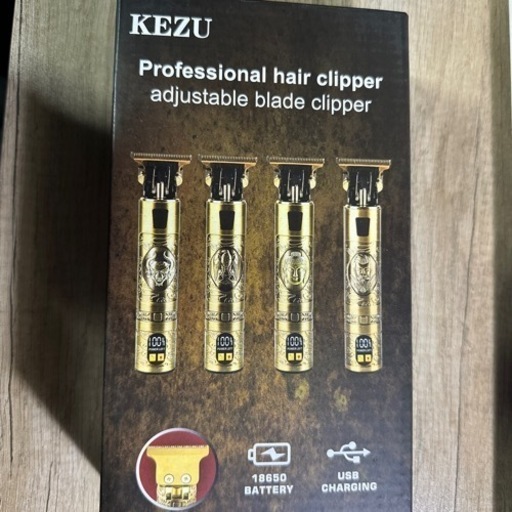 KEZU
Professional hair clipper
adjustable blade clipper
100% 100% 100% 100%
18650
BATTERY
USB
CHARGING